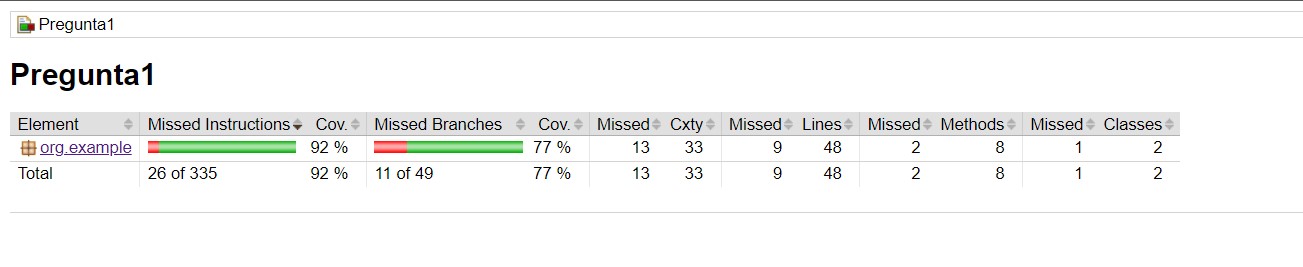 Pregunta1
Pregunta1
Element Missed Instructions Cov. Missed Branches Cov. Missed Cxty Missed Lines Missed Methods Missed Classes
org.example 92 % 77 % 13 33 9 48 2 8 1 2
Total 26 of 335 92 % 11 of 49 77 % 13 33 9 48 2 8 1 2